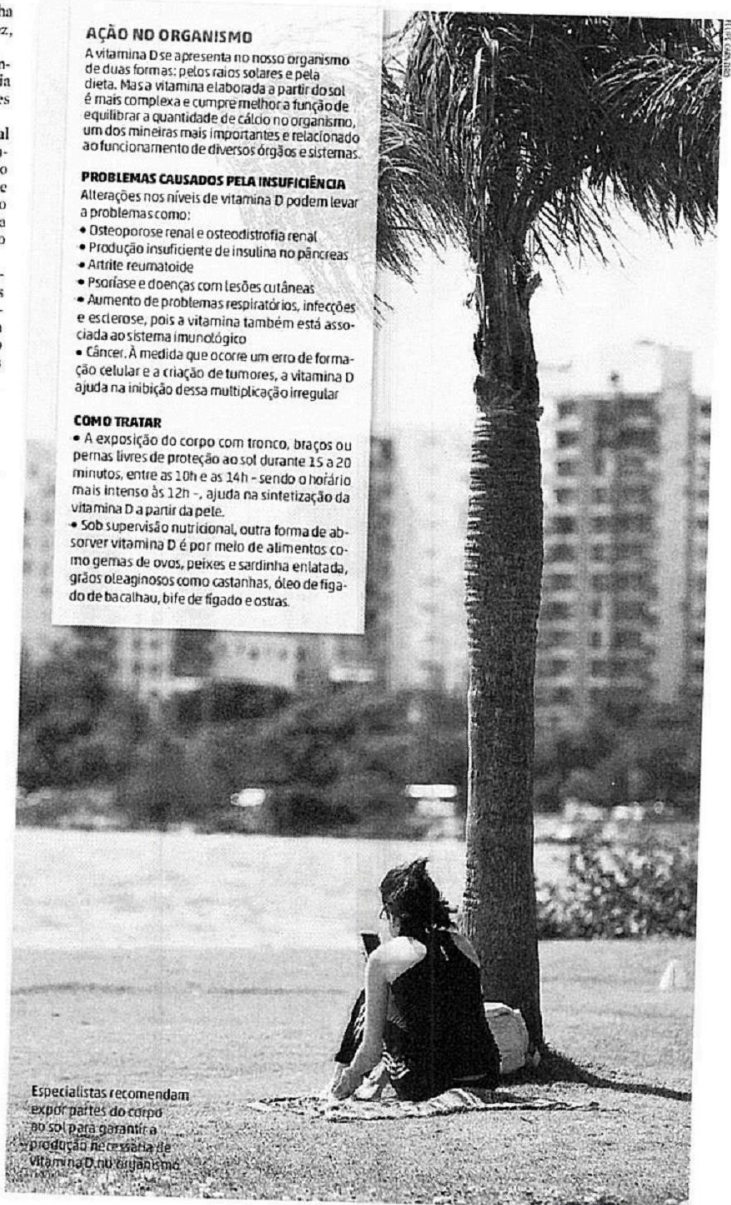 ha
ez,
n-
ia
es
al
o
e
o
a
o
-
s
-
a
o
s
AÇÃO NO ORGANISMO
A vitamina D se apresenta no nosso organismo
de duas formas: pelos raios solares e pela
dieta. Mas a vitamina elaborada a partir do sol
é mais complexa e cumpre melhor a função de
equilibrar a quantidade de cálcio no organismo,
um dos mineiras mais importantes e relacionado
ao funcionamento de diversos órgãos e sistemas.
PROBLEMAS CAUSADOS PELA INSUFICIÊNCIA
Alterações nos níveis de vitamina D podem levar
a problemas como:
• Osteoporose renal e osteodistrofia renal
• Produção insuficiente de insulina no pâncreas
• Artrite reumatoide
• Psoríase e doenças com lesões cutâneas
• Aumento de problemas respiratórios, infecções
e esclerose, pois a vitamina também está asso-
ciada ao sistema imunológico
• Câncer. À medida que ocorre um erro de forma-
ção celular e a criação de tumores, a vitamina D
ajuda na inibição dessa multiplicação irregular
COMO TRATAR
• A exposição do corpo com tronco, braços ou
pernas livres de proteção ao sol durante 15 a 20
minutos, entre as 10h e as 14h - sendo o horário
mais intenso às 12h -, ajuda na sintetização da
vitamina D a partir da pele.
• Sob supervisão nutricional, outra forma de ab-
sorver vitamina D é por meio de alimentos co-
mo gemas de ovos, peixes e sardinha enlatada,
grãos oleaginosos como castanhas, óleo de fíga-
do de bacalhau, bife de fígado e ostras.
Especialistas recomendam
expor partes do corpo
ao sol para garantir a
produção necessária de
vitamina D no organismo